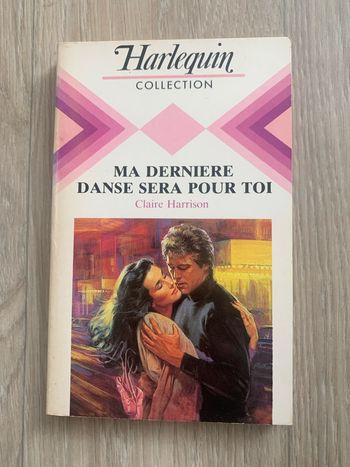 Harlequin
COLLECTION
MA DERNIERE
DANSE SERA POUR TOI
Claire Harrison